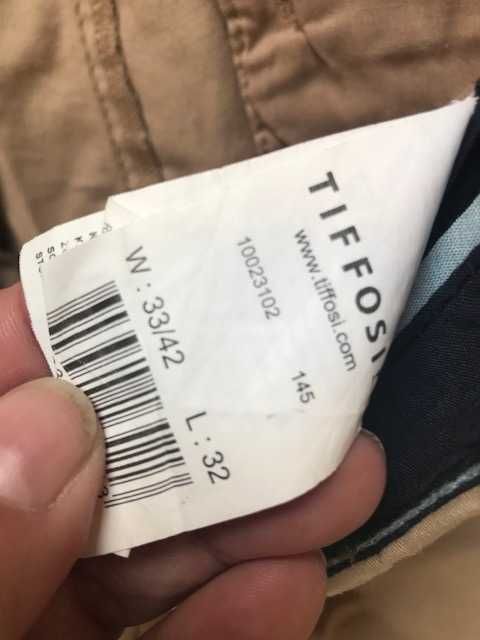 TIFFOSI
www.tiffosi.com
10023102
145
W : 33/42
L : 32